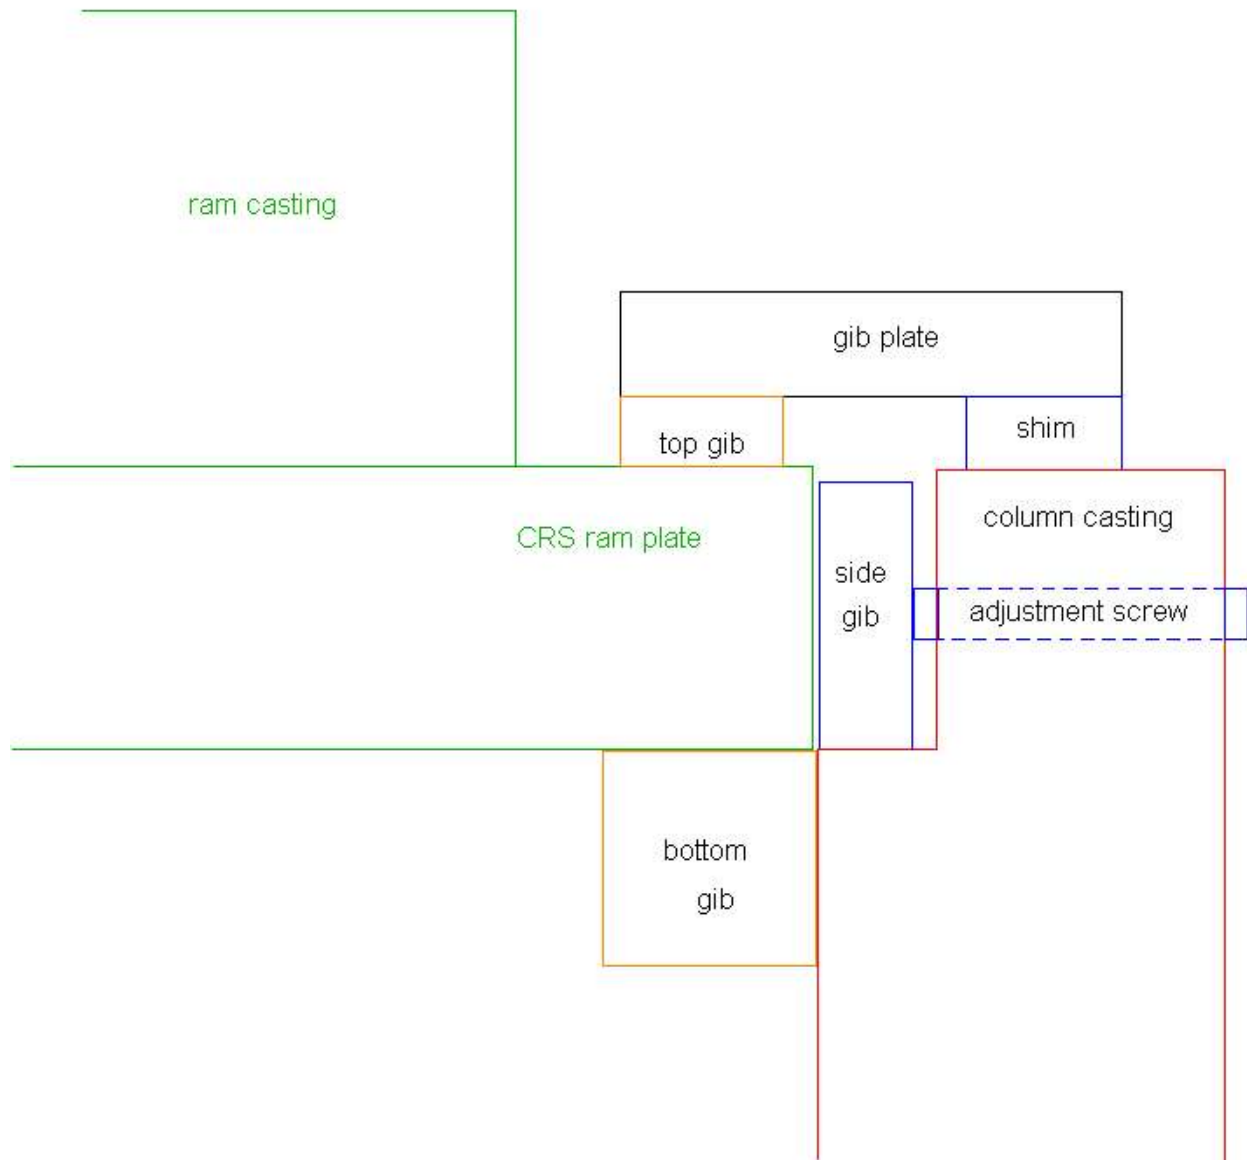 ram casting
gib plate
shim
top gib
column casting
CRS ram plate
side
gib
adjustment screw
bottom
gib